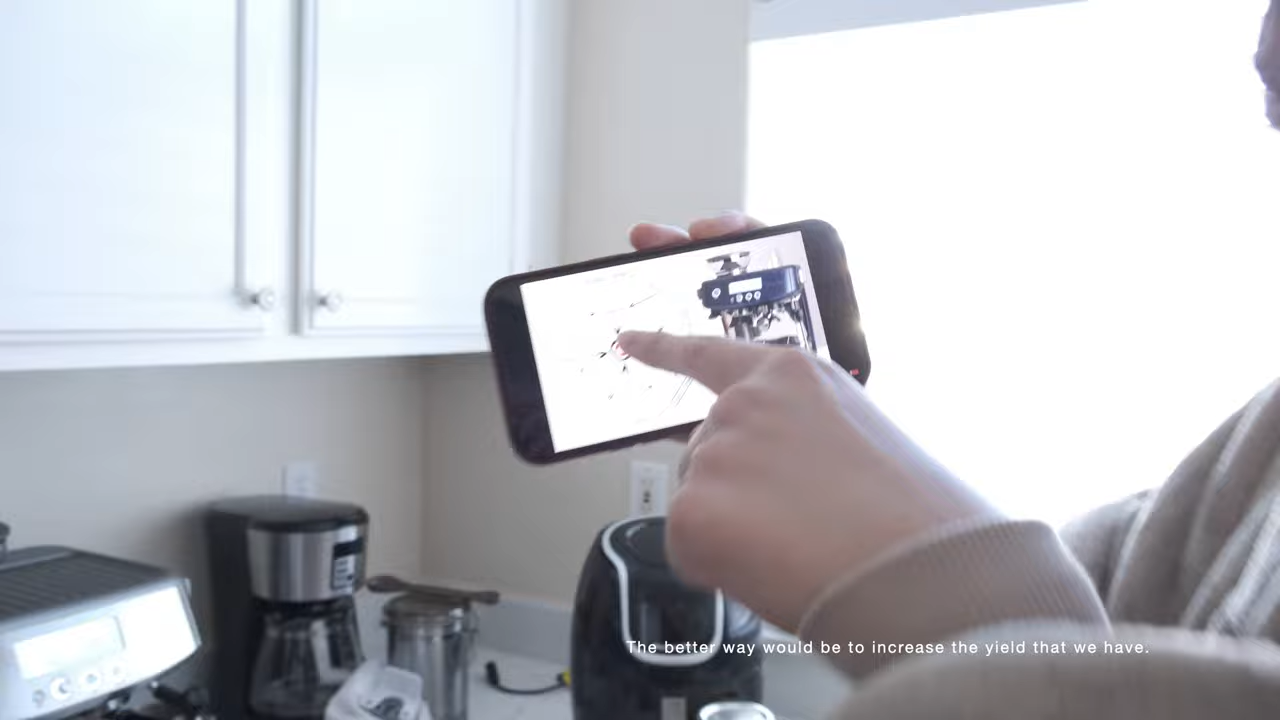 The better way would be to increase the yield that we have.